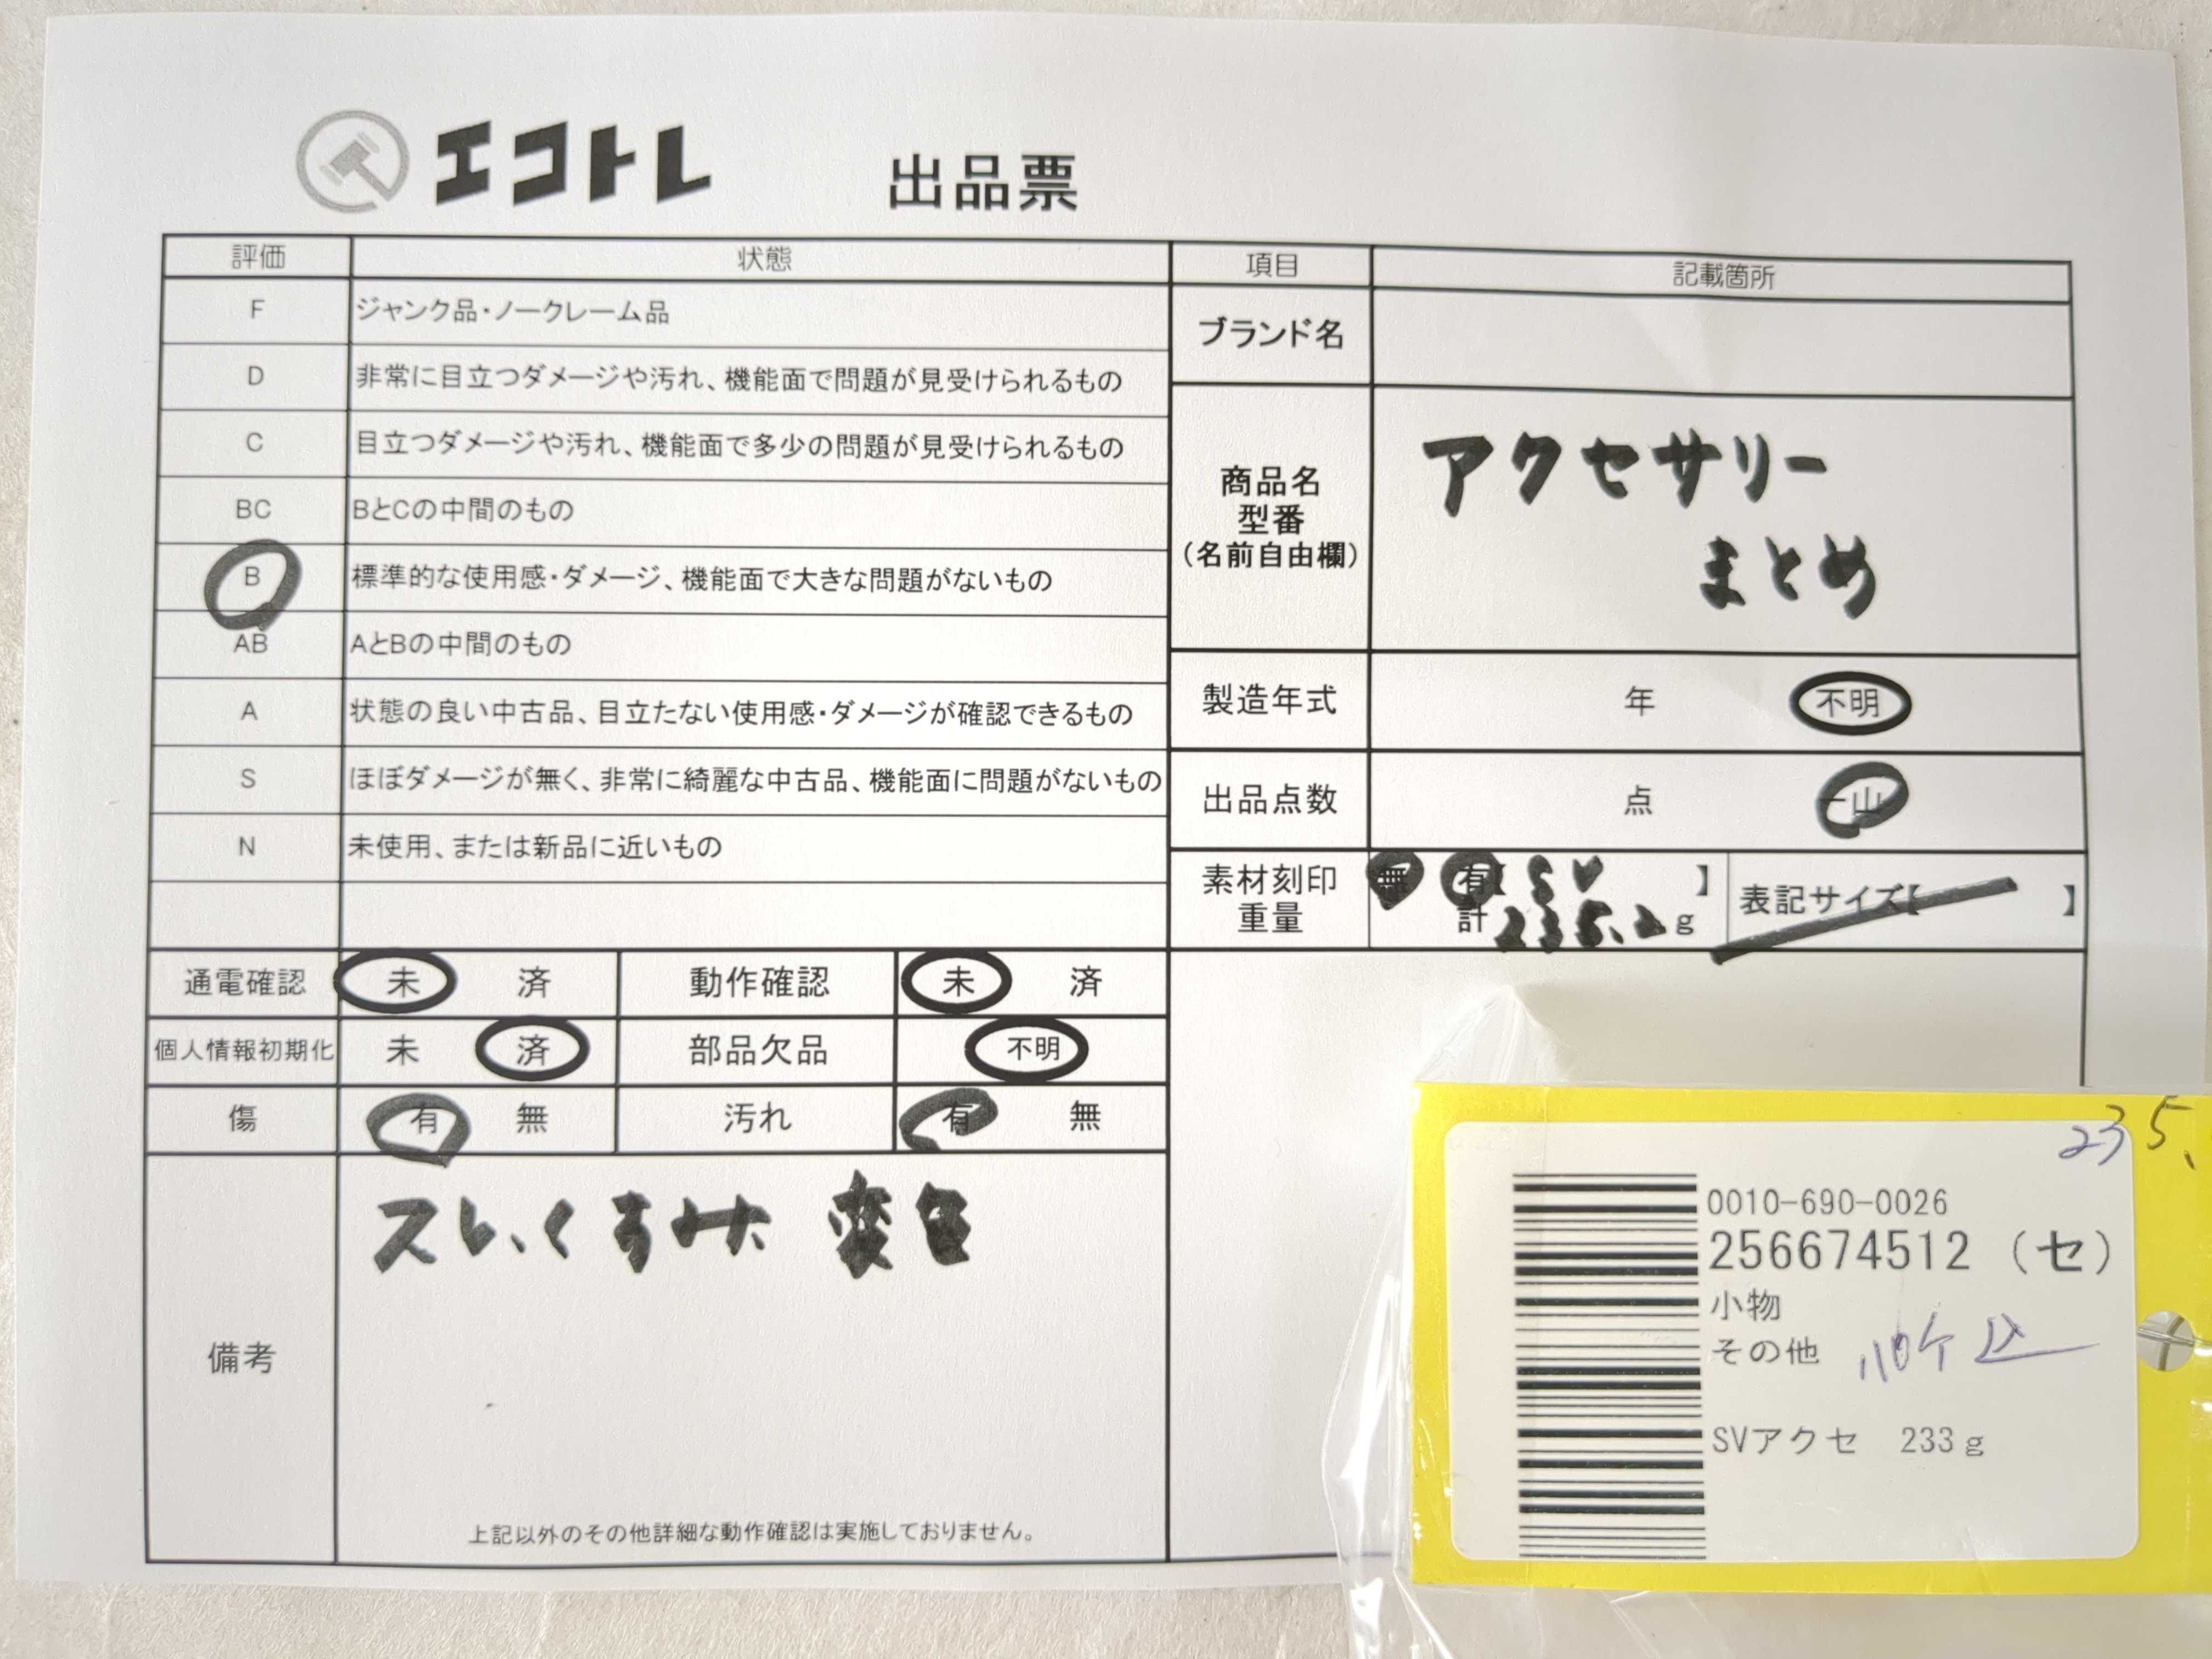 エコトレ 出品票
評価 状態 項目 記載箇所
F ジャンク品・ノークレーム品
D 非常に目立つダメージや汚れ、機能面で問題が見受けられるもの
C 目立つダメージや汚れ、機能面で多少の問題が見受けられるもの
BC BとCの中間のもの
B 標準的な使用感・ダメージ、機能面で大きな問題がないもの
AB AとBの中間のもの
A 状態の良い中古品、目立たない使用感・ダメージが確認できるもの
S ほぼダメージが無く、非常に綺麗な中古品、機能面に問題がないもの
N 未使用、または新品に近いもの
ブランド名
商品名
型番
(名前自由欄)
アクセサリー
まとめ
製造年式 年 不明
出品点数 点 一山
素材刻印 無 有【 SV 】
重量 計 235.2 g
表記サイズ【 】
通電確認 未 済 動作確認 未 済
個人情報初期化 未 済 部品欠品 不明
傷 有 無 汚れ 有 無
備考
スレ、くすみ、変色
上記以外のその他詳細な動作確認は実施しておりません。
235.
0010-690-0026
256674512 (セ)
小物
その他
SVアクセ 233g